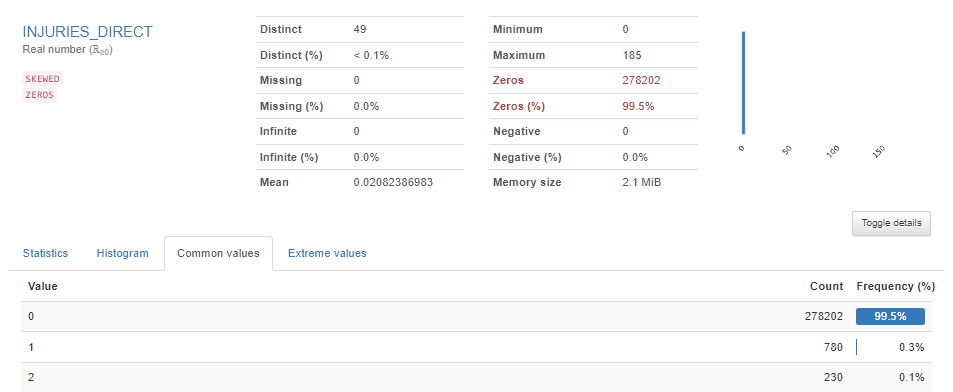 INJURIES_DIRECT
Real number (ℝ≥0)
SKEWED
ZEROS
Distinct 49
Distinct (%) < 0.1%
Missing 0
Missing (%) 0.0%
Infinite 0
Infinite (%) 0.0%
Mean 0.02082386983
Minimum 0
Maximum 185
Zeros 278202
Zeros (%) 99.5%
Negative 0
Negative (%) 0.0%
Memory size 2.1 MiB
0 50 100 150
Toggle details
Statistics Histogram Common values Extreme values
Value Count Frequency (%)
0 278202 99.5%
1 780 0.3%
2 230 0.1%